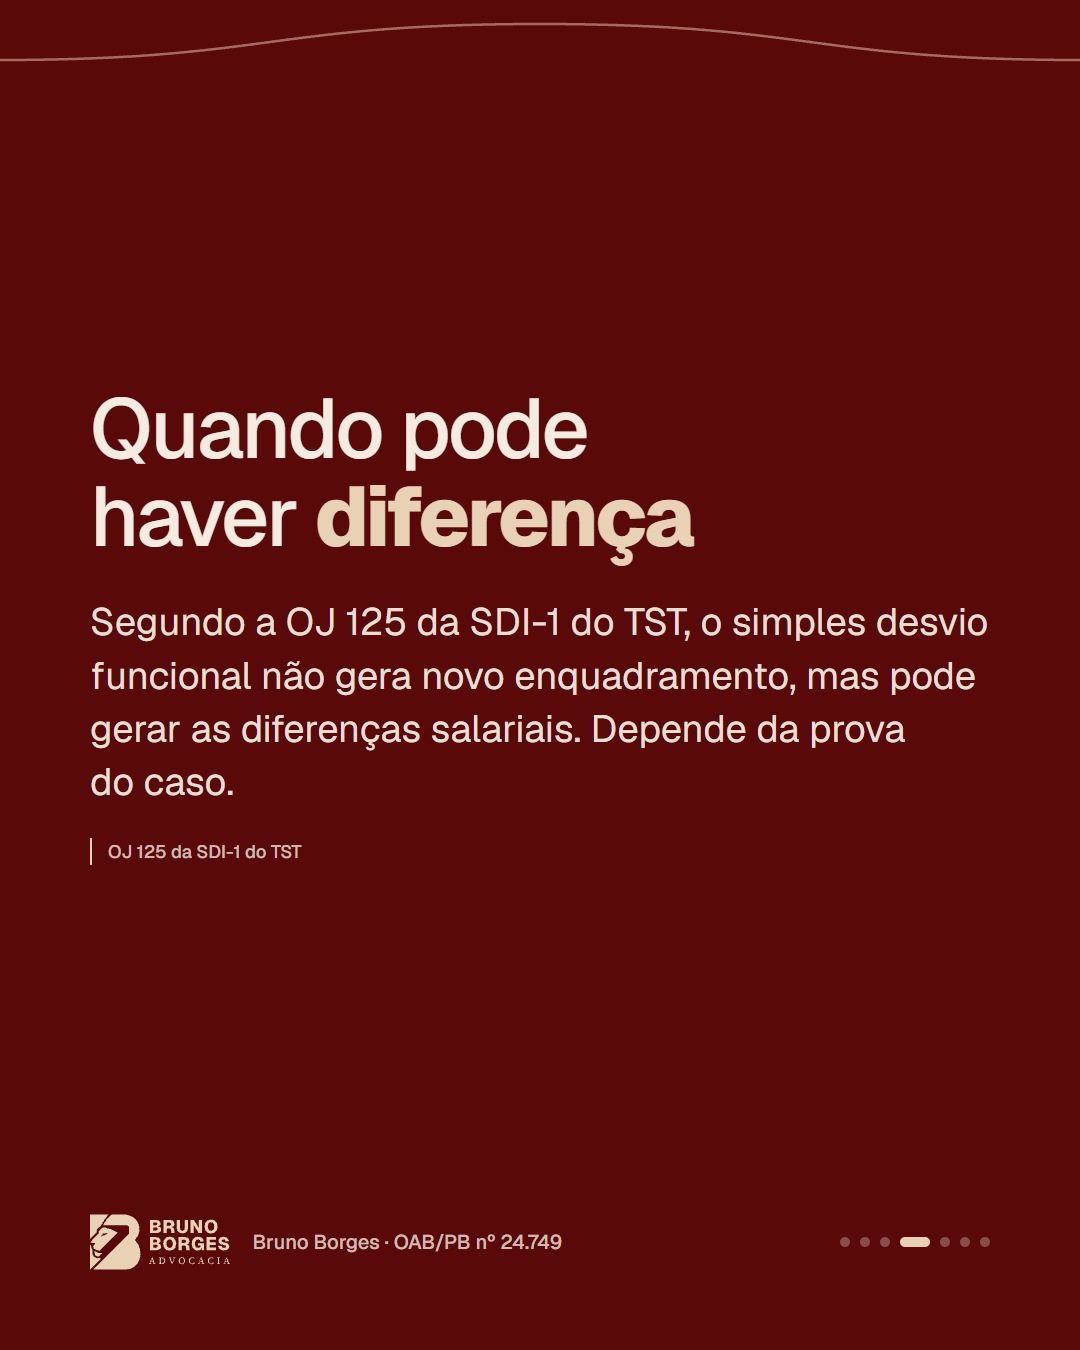 Quando pode
haver diferença
Segundo a OJ 125 da SDI-1 do TST, o simples desvio
funcional não gera novo enquadramento, mas pode
gerar as diferenças salariais. Depende da prova
do caso.
OJ 125 da SDI-1 do TST
BRUNO
BORGES
ADVOCACIA
Bruno Borges · OAB/PB nº 24.749